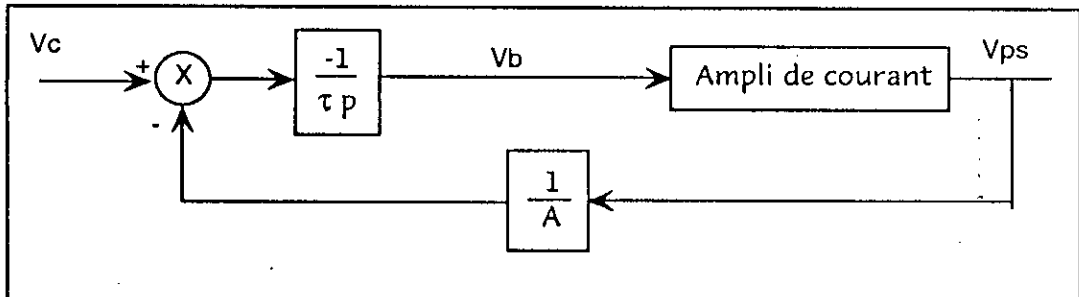 Vc
+
X
-
-1
τ p
Vb
Ampli de courant
Vps
1
A